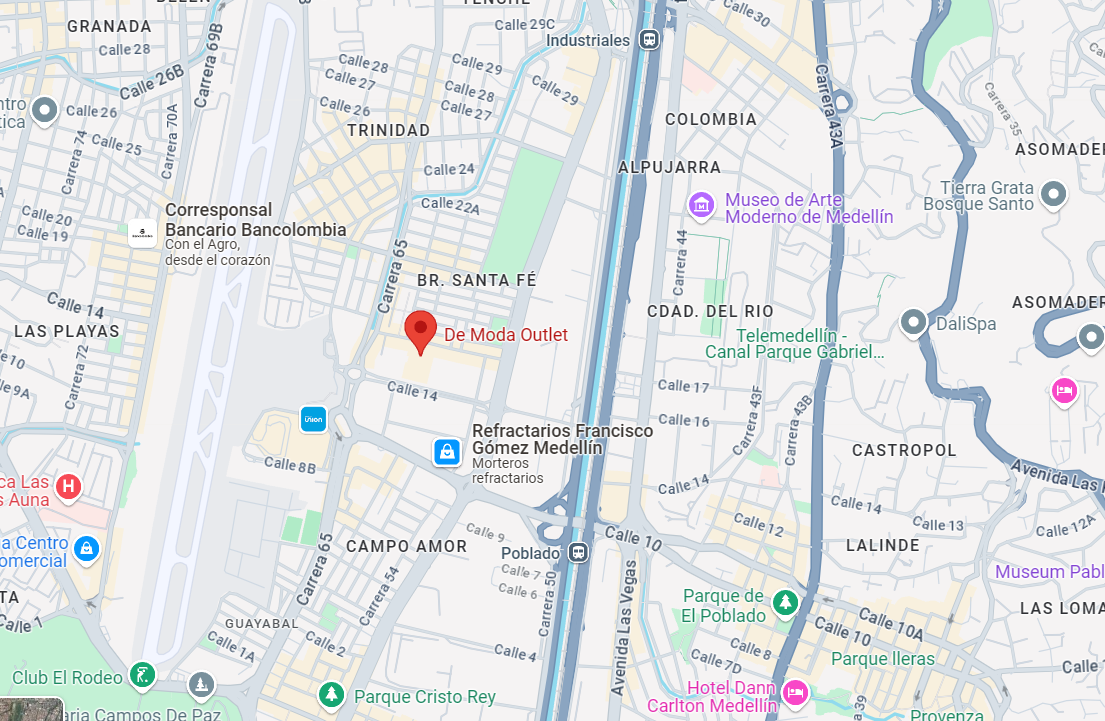 BELÉN
TENCHE
GRANADA
Calle 28
Calle 26B
Carrera 69B
Calle 29C
Industriales
Calle 30
Calle 28
Calle 29
Calle 27
Calle 28
Calle 29
Calle 26
Calle 27
Carrera 43A
Carrera 35
Calle 26
Carrera 70A
TRINIDAD
COLOMBIA
Calle 25
Carrera 74
Calle 24
ALPUJARRA
ASOMADER
Calle 22A
Museo de Arte
Moderno de Medellín
Tierra Grata
Bosque Santo
Corresponsal
Bancario Bancolombia
Con el Agro,
desde el corazón
Calle 20
Calle 19
Carrera 65
BR. SANTA FÉ
Carrera 44
Calle 14
LAS PLAYAS
De Moda Outlet
CDAD. DEL RIO
Telemedellín -
Canal Parque Gabriel...
DaliSpa
ASOMADER
Carrera 72
Calle 14
Calle 17
Calle 16
Carrera 43F
Carrera 43B
union
Refractarios Francisco
Gómez Medellín
Morteros
refractarios
CASTROPOL
Calle 8B
Calle 14
Avenida Las
Calle 14
Calle 13
Calle 12
Calle 12A
ca Las
s Auna
H
CAMPO AMOR
Calle 9
Poblado
Calle 10
LALINDE
a Centro
omercial
Carrera 65
Carrera 54
Calle 7
Calle 6
Carrera 50
Avenida Las Vegas
Museum Pabl
TA
Calle 1
GUAYABAL
Calle 2
Calle 1A
Calle 4
Parque de
El Poblado
LAS LOMA
Calle 10
Calle 10A
Calle 8
Calle 7D
Parque lleras
Calle 1
Club El Rodeo
Parque Cristo Rey
Hotel Dann
Carlton Medellín
aria Campos De Paz
Provenza